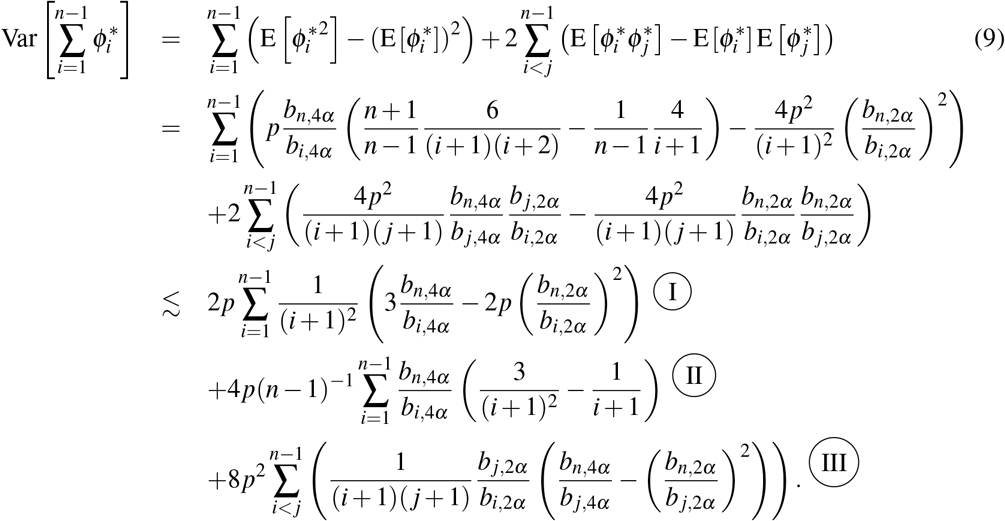 $\mathrm{Var}\left[\sum_{i=1}^{n-1}\phi_i^*\right] = \sum_{i=1}^{n-1}\left(\mathrm{E}\left[\phi_i^{*2}\right]-\left(\mathrm{E}[\phi_i^*]\right)^2\right)+2\sum_{i<j}^{n-1}\left(\mathrm{E}\left[\phi_i^*\phi_j^*\right]-\mathrm{E}[\phi_i^*]\mathrm{E}\left[\phi_j^*\right]\right)$ (9)
$= \sum_{i=1}^{n-1}\left(p\frac{b_{n,4\alpha}}{b_{i,4\alpha}}\left(\frac{n+1}{n-1}\frac{6}{(i+1)(i+2)}-\frac{1}{n-1}\frac{4}{i+1}\right)-\frac{4p^2}{(i+1)^2}\left(\frac{b_{n,2\alpha}}{b_{i,2\alpha}}\right)^2\right)$
$+2\sum_{i<j}^{n-1}\left(\frac{4p^2}{(i+1)(j+1)}\frac{b_{n,4\alpha}}{b_{j,4\alpha}}\frac{b_{j,2\alpha}}{b_{i,2\alpha}}-\frac{4p^2}{(i+1)(j+1)}\frac{b_{n,2\alpha}}{b_{i,2\alpha}}\frac{b_{n,2\alpha}}{b_{j,2\alpha}}\right)$
$\lesssim 2p\sum_{i=1}^{n-1}\frac{1}{(i+1)^2}\left(3\frac{b_{n,4\alpha}}{b_{i,4\alpha}}-2p\left(\frac{b_{n,2\alpha}}{b_{i,2\alpha}}\right)^2\right)$ Ⓘ
$+4p(n-1)^{-1}\sum_{i=1}^{n-1}\frac{b_{n,4\alpha}}{b_{i,4\alpha}}\left(\frac{3}{(i+1)^2}-\frac{1}{i+1}\right)$ (II)
$+8p^2\sum_{i<j}^{n-1}\left(\frac{1}{(i+1)(j+1)}\frac{b_{j,2\alpha}}{b_{i,2\alpha}}\left(\frac{b_{n,4\alpha}}{b_{j,4\alpha}}-\left(\frac{b_{n,2\alpha}}{b_{j,2\alpha}}\right)^2\right)\right).$ (III)